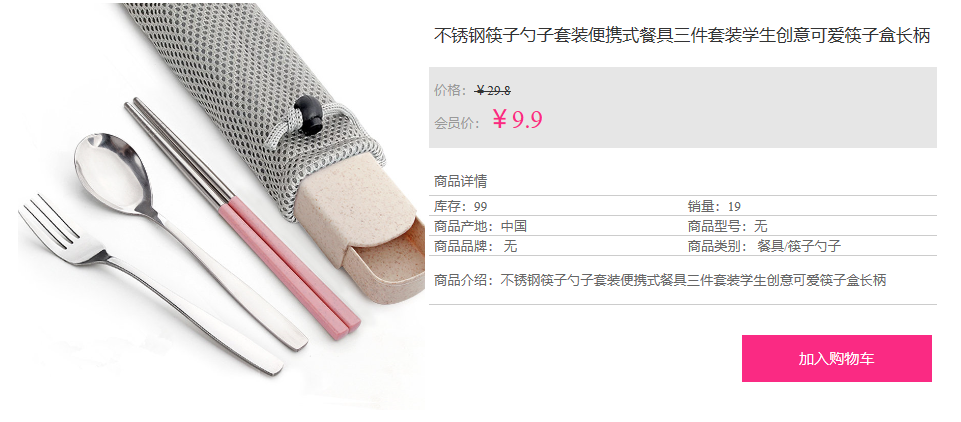 不锈钢筷子勺子套装便携式餐具三件套装学生创意可爱筷子盒长柄
价格：￥29.8
会员价：￥9.9
商品详情
库存：99 销量：19
商品产地：中国 商品型号：无
商品品牌： 无 商品类别： 餐具/筷子勺子
商品介绍：不锈钢筷子勺子套装便携式餐具三件套装学生创意可爱筷子盒长柄
加入购物车